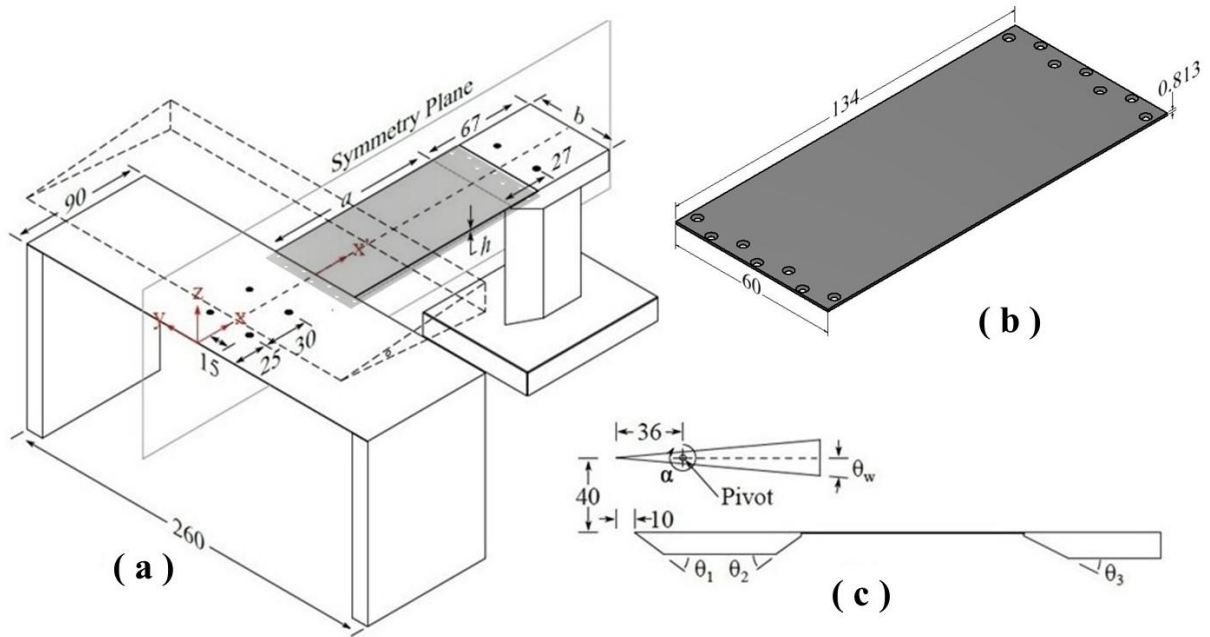 Symmetry Plane
90
a
67
b
27
h
X'
z
y
x
15
25
30
260
( a )
134
0.813
60
( b )
36
α
Pivot
θw
40
10
θ1
θ2
θ3
( c )